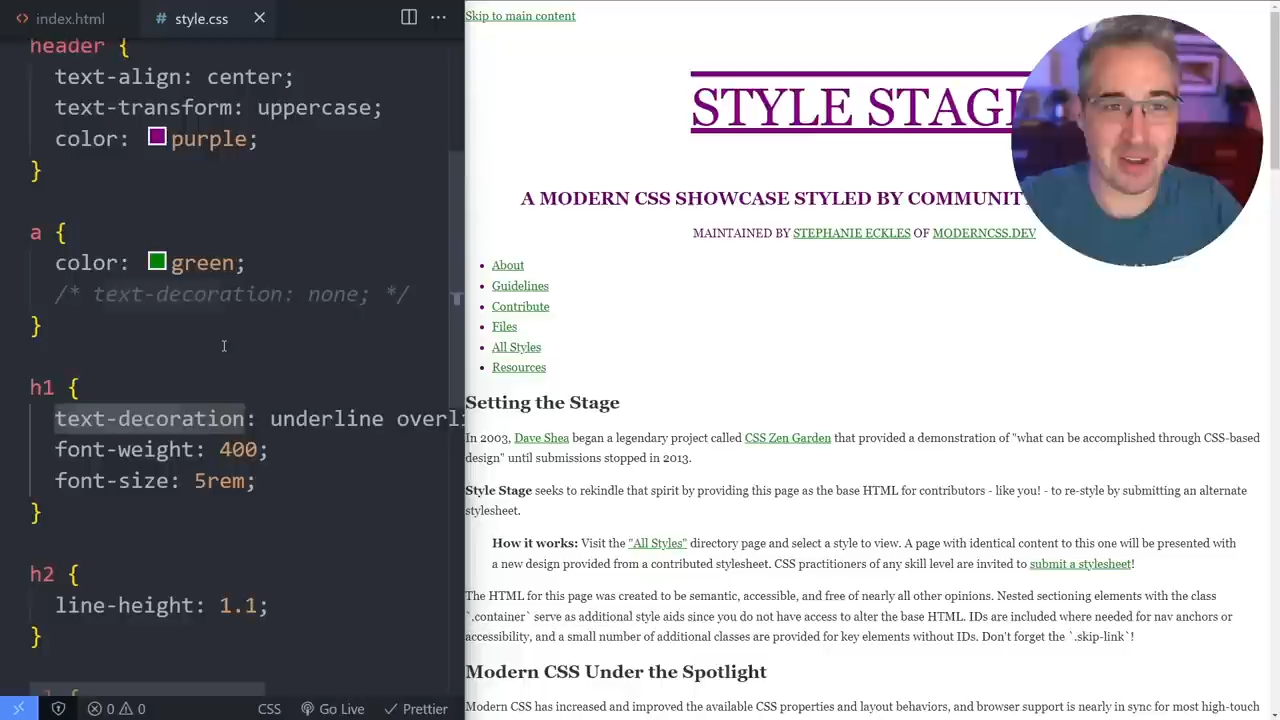 index.html
style.css
header {
text-align: center;
text-transform: uppercase;
color: purple;
}
a {
color: green;
/* text-decoration: none; */
}
h1 {
text-decoration: underline overli
font-weight: 400;
font-size: 5rem;
}
h2 {
line-height: 1.1;
}
0 0
CSS
Go Live
Prettier
Skip to main content
STYLE STAGE
A MODERN CSS SHOWCASE STYLED BY COMMUNIT
MAINTAINED BY STEPHANIE ECKLES OF MODERNCSS.DEV
• About
• Guidelines
• Contribute
• Files
• All Styles
• Resources
Setting the Stage
In 2003, Dave Shea began a legendary project called CSS Zen Garden that provided a demonstration of "what can be accomplished through CSS-based
design" until submissions stopped in 2013.
Style Stage seeks to rekindle that spirit by providing this page as the base HTML for contributors - like you! - to re-style by submitting an alternate
stylesheet.
How it works: Visit the "All Styles" directory page and select a style to view. A page with identical content to this one will be presented with
a new design provided from a contributed stylesheet. CSS practitioners of any skill level are invited to submit a stylesheet!
The HTML for this page was created to be semantic, accessible, and free of nearly all other opinions. Nested sectioning elements with the class
`.container` serve as additional style aids since you do not have access to alter the base HTML. IDs are included where needed for nav anchors or
accessibility, and a small number of additional classes are provided for key elements without IDs. Don't forget the `.skip-link`!
Modern CSS Under the Spotlight
Modern CSS has increased and improved the available CSS properties and layout behaviors, and browser support is nearly in sync for most high-touch